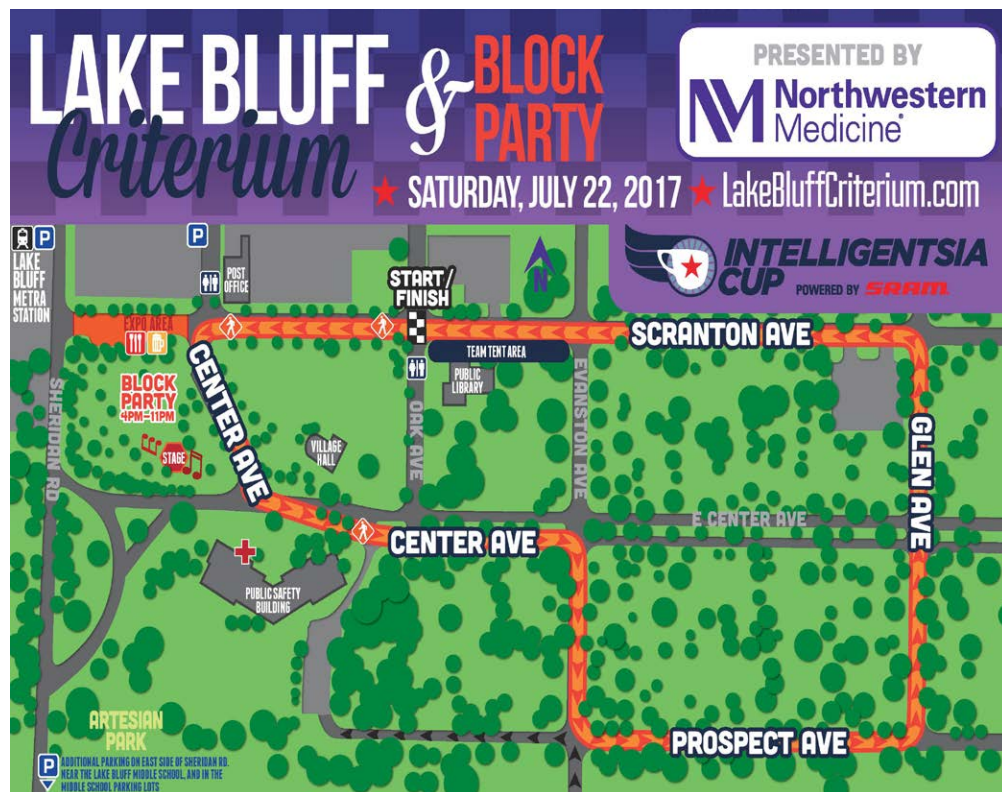 LAKE BLUFF
Criterium
&
BLOCK
PARTY
PRESENTED BY
NM Northwestern
Medicine®
★ SATURDAY, JULY 22, 2017 ★ LakeBluffCriterium.com
INTELLIGENTSIA
CUP
POWERED BY SRAM
P
LAKE
BLUFF
METRA
STATION
P
POST
OFFICE
START/
FINISH
N
EXPO AREA
SCRANTON AVE
TEAM TENT AREA
PUBLIC
LIBRARY
BLOCK
PARTY
4PM-11PM
STAGE
SHERIDAN RD
CENTER AVE
VILLAGE
HALL
OAK AVE
EVANSTON AVE
GLEN AVE
E CENTER AVE
CENTER AVE
PUBLIC SAFETY
BUILDING
ARTESIAN
PARK
PROSPECT AVE
P
ADDITIONAL PARKING ON EAST SIDE OF SHERIDAN RD.
NEAR THE LAKE BLUFF MIDDLE SCHOOL, AND IN THE
MIDDLE SCHOOL PARKING LOTS